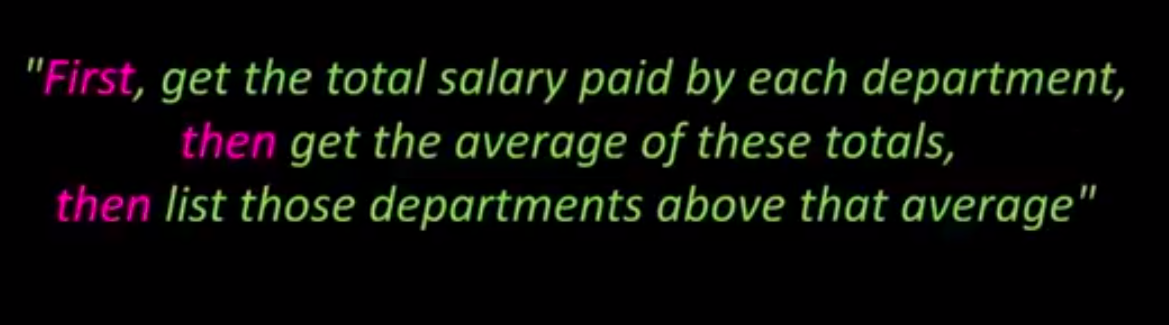 "First, get the total salary paid by each department,
then get the average of these totals,
then list those departments above that average"